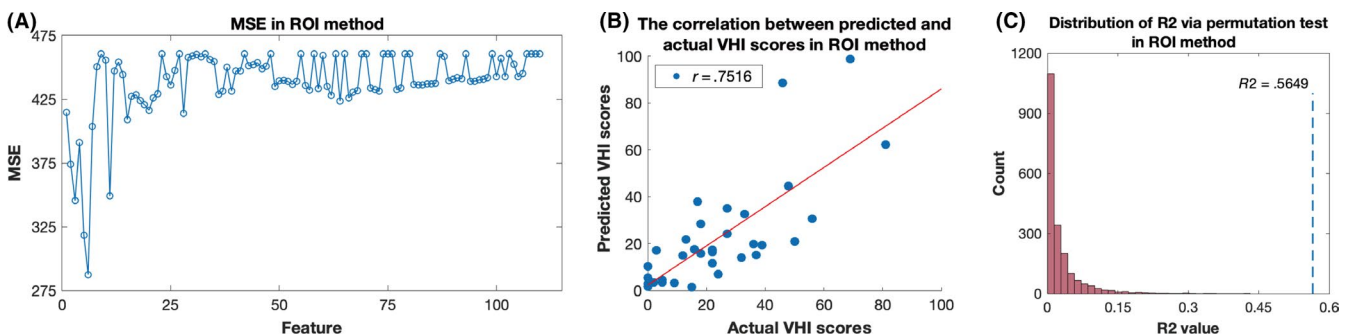 (A)
MSE in ROI method
475
425
375
325
275
0
25
50
75
100
MSE
Feature
(B)
The correlation between predicted and
actual VHI scores in ROI method
r = .7516
100
80
60
40
20
0
0
20
40
60
80
100
Predicted VHI scores
Actual VHI scores
(C)
Distribution of R2 via permutation test
in ROI method
R2 = .5649
1200
900
600
300
0
0
0.15
0.3
0.45
0.6
Count
R2 value